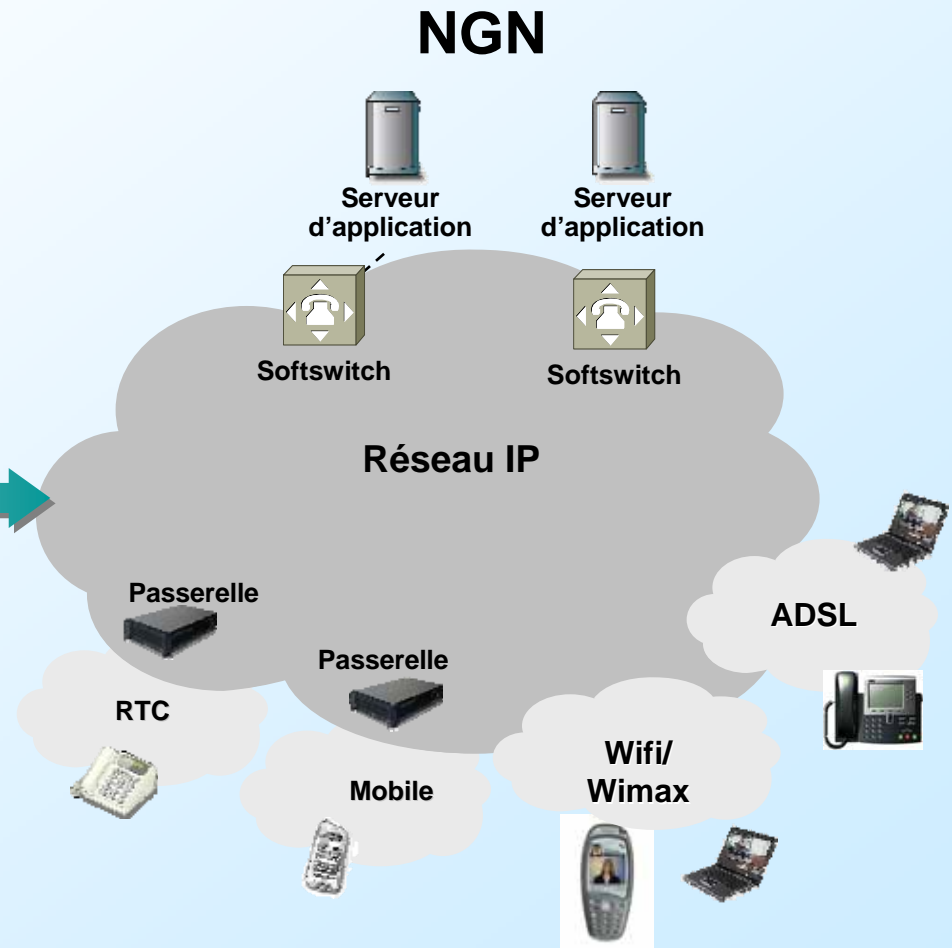 NGN
Serveur
d’application
Serveur
d’application
Softswitch
Softswitch
Réseau IP
Passerelle
ADSL
Passerelle
RTC
Wifi/
Wimax
Mobile